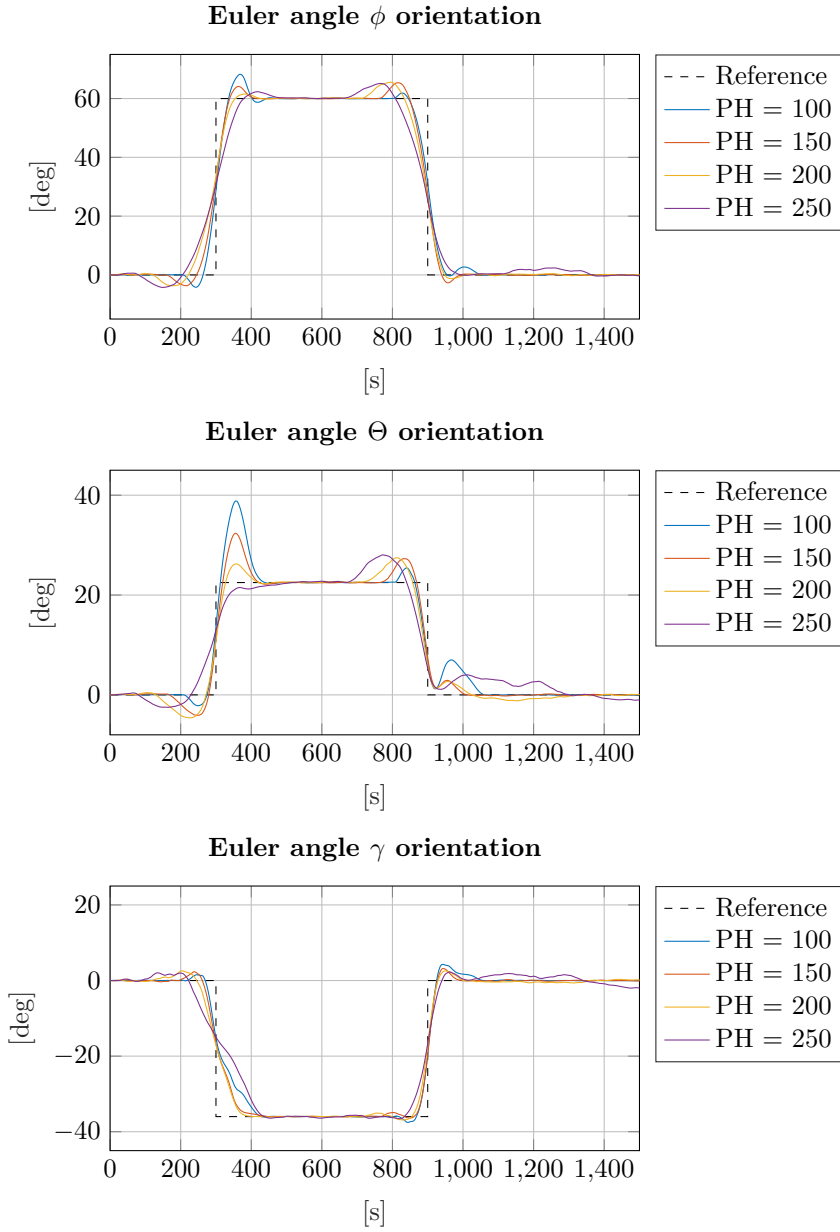 Euler angle ϕ orientation
60
40
20
0
[deg]
0 200 400 600 800 1,000 1,200 1,400
[s]
Reference
PH = 100
PH = 150
PH = 200
PH = 250
Euler angle Θ orientation
40
20
0
[deg]
0 200 400 600 800 1,000 1,200 1,400
[s]
Reference
PH = 100
PH = 150
PH = 200
PH = 250
Euler angle γ orientation
20
0
−20
−40
[deg]
0 200 400 600 800 1,000 1,200 1,400
[s]
Reference
PH = 100
PH = 150
PH = 200
PH = 250